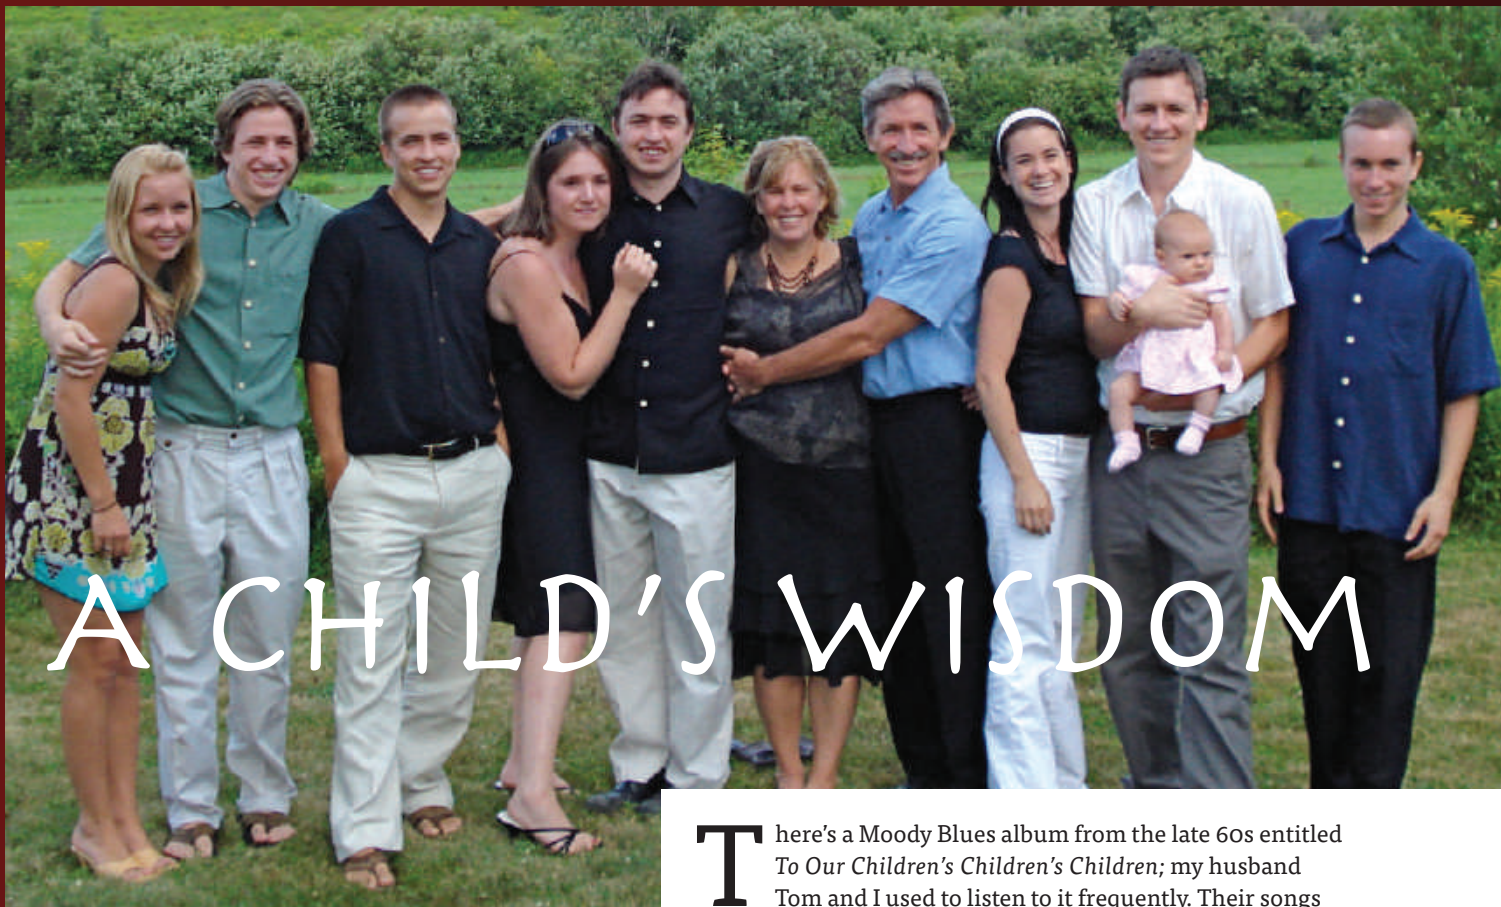 A CHILD'S WISDOM
There's a Moody Blues album from the late 60s entitled
To Our Children's Children's Children; my husband
Tom and I used to listen to it frequently. Their songs